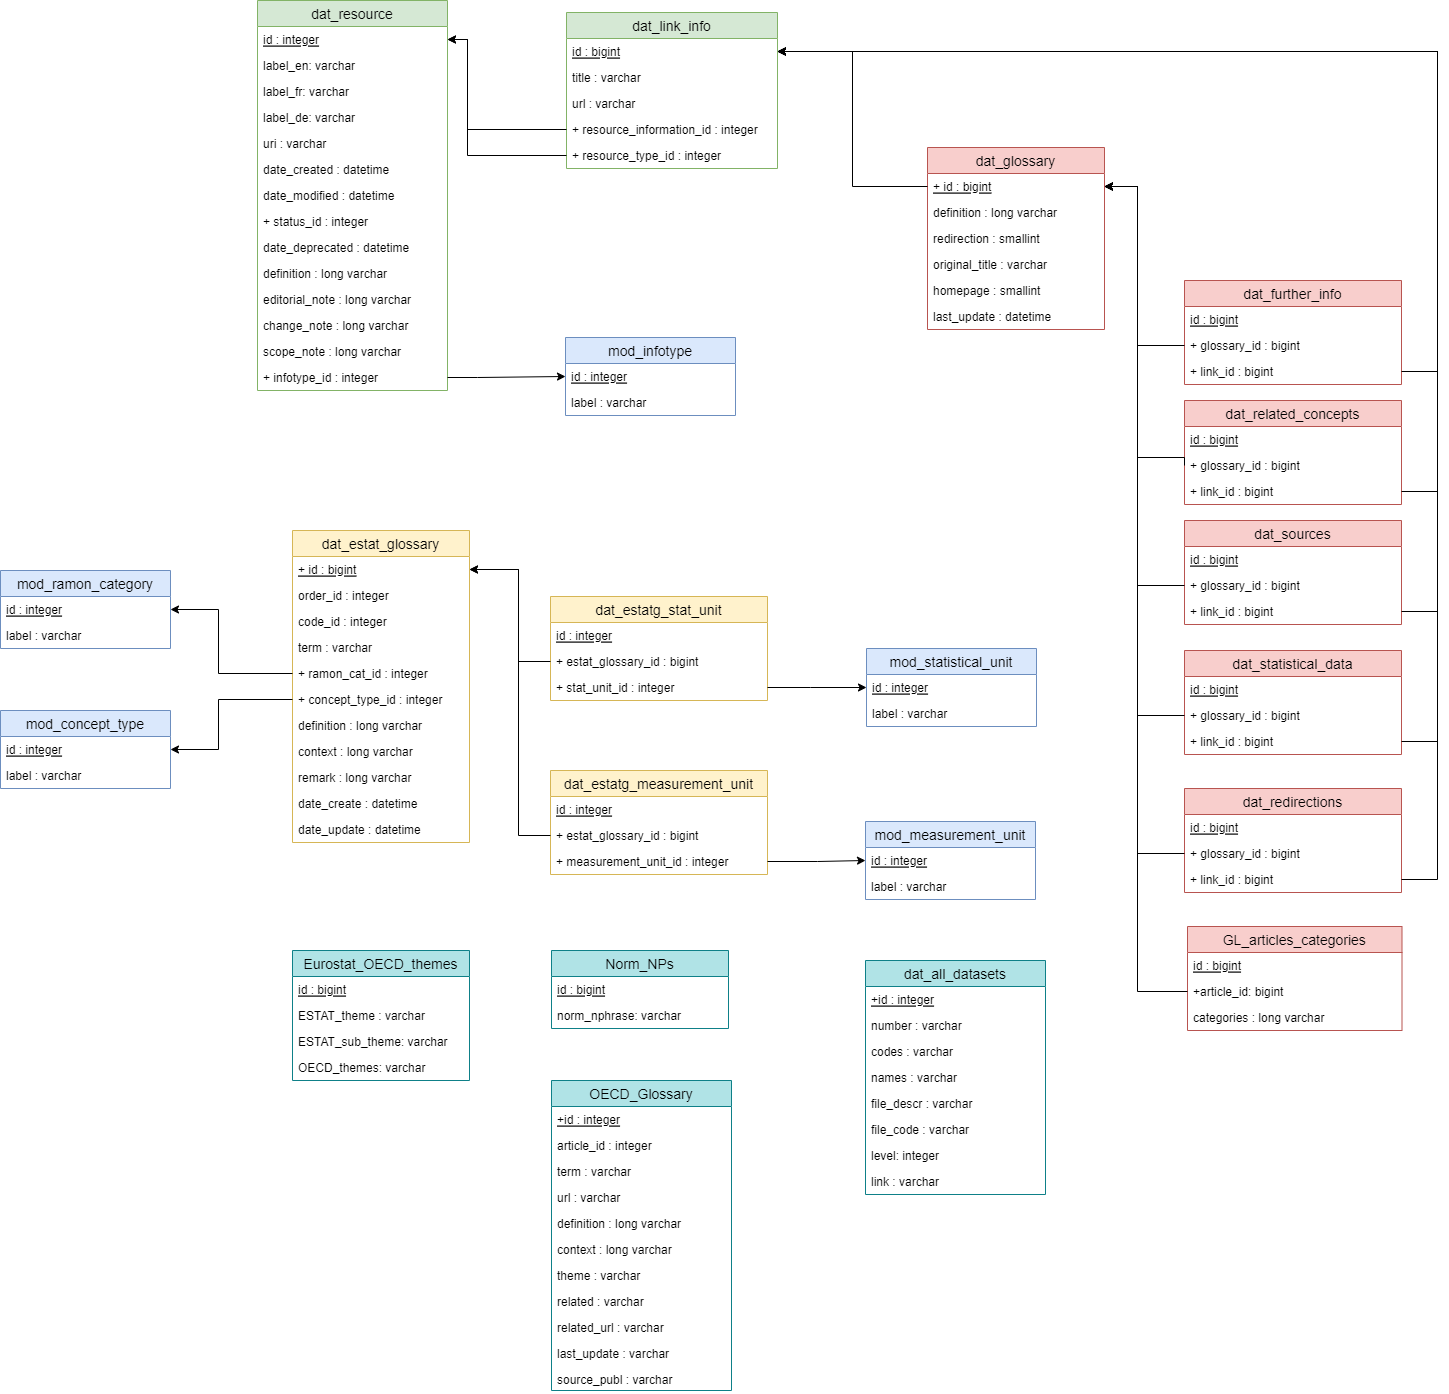 dat_resource
id : integer
label_en: varchar
label_fr: varchar
label_de: varchar
uri : varchar
date_created : datetime
date_modified : datetime
+ status_id : integer
date_deprecated : datetime
definition : long varchar
editorial_note : long varchar
change_note : long varchar
scope_note : long varchar
+ infotype_id : integer
dat_link_info
id : bigint
title : varchar
url : varchar
+ resource_information_id : integer
+ resource_type_id : integer
dat_glossary
+ id : bigint
definition : long varchar
redirection : smallint
original_title : varchar
homepage : smallint
last_update : datetime
mod_infotype
id : integer
label : varchar
dat_further_info
id : bigint
+ glossary_id : bigint
+ link_id : bigint
dat_related_concepts
id : bigint
+ glossary_id : bigint
+ link_id : bigint
dat_sources
id : bigint
+ glossary_id : bigint
+ link_id : bigint
dat_statistical_data
id : bigint
+ glossary_id : bigint
+ link_id : bigint
dat_redirections
id : bigint
+ glossary_id : bigint
+ link_id : bigint
GL_articles_categories
id : bigint
+article_id: bigint
categories : long varchar
mod_ramon_category
id : integer
label : varchar
mod_concept_type
id : integer
label : varchar
dat_estat_glossary
+ id : bigint
order_id : integer
code_id : integer
term : varchar
+ ramon_cat_id : integer
+ concept_type_id : integer
definition : long varchar
context : long varchar
remark : long varchar
date_create : datetime
date_update : datetime
dat_estatg_stat_unit
id : integer
+ estat_glossary_id : bigint
+ stat_unit_id : integer
mod_statistical_unit
id : integer
label : varchar
dat_estatg_measurement_unit
id : integer
+ estat_glossary_id : bigint
+ measurement_unit_id : integer
mod_measurement_unit
id : integer
label : varchar
Eurostat_OECD_themes
id : bigint
ESTAT_theme : varchar
ESTAT_sub_theme: varchar
OECD_themes: varchar
Norm_NPs
id : bigint
norm_nphrase: varchar
OECD_Glossary
+id : integer
article_id : integer
term : varchar
url : varchar
definition : long varchar
context : long varchar
theme : varchar
related : varchar
related_url : varchar
last_update : varchar
source_publ : varchar
dat_all_datasets
+id : integer
number : varchar
codes : varchar
names : varchar
file_descr : varchar
file_code : varchar
level: integer
link : varchar